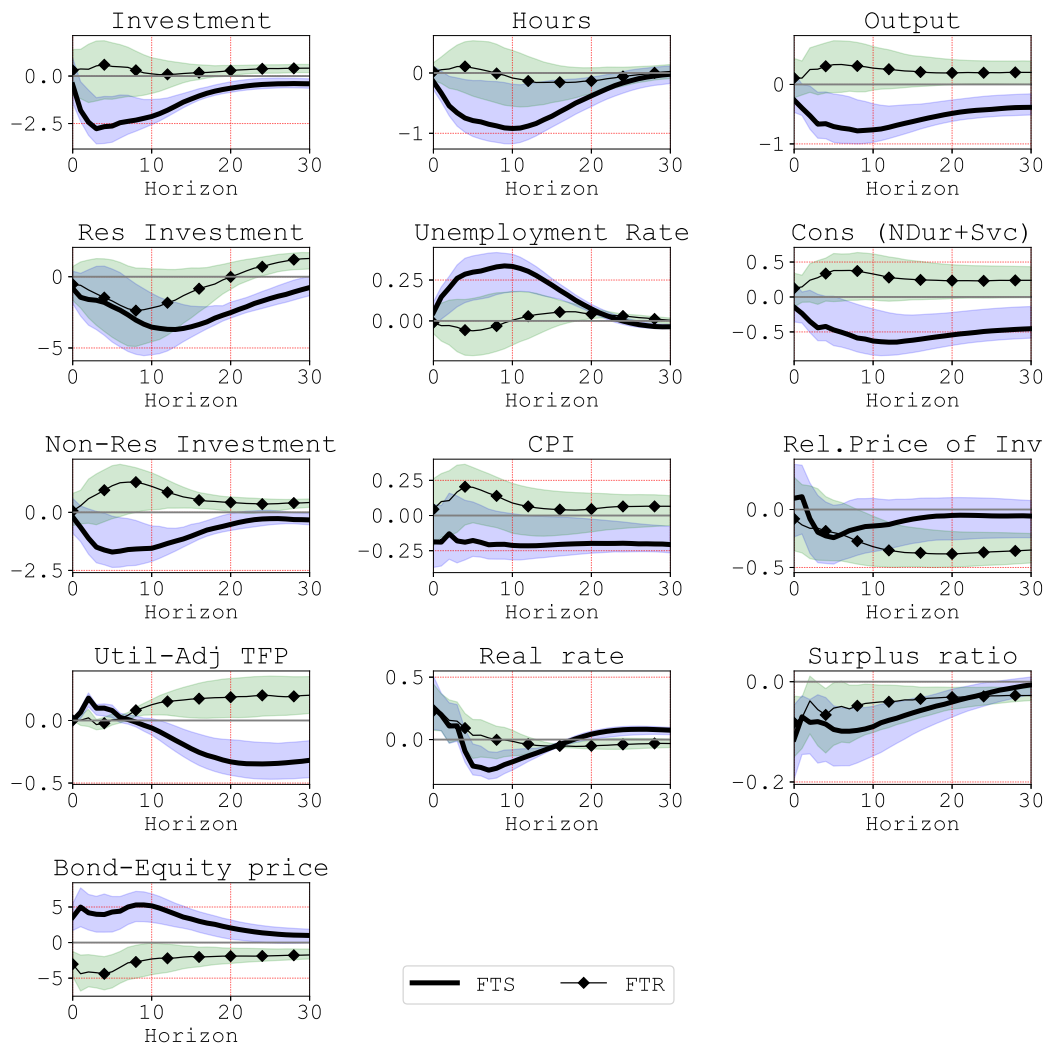 Investment
Hours
Output
0.0
−2.5
0
−1
0
−1
0 10 20 30
0 10 20 30
0 10 20 30
Horizon
Horizon
Horizon
Res Investment
Unemployment Rate
Cons (NDur+Svc)
0
−5
0.25
0.00
0.5
0.0
−0.5
0 10 20 30
0 10 20 30
0 10 20 30
Horizon
Horizon
Horizon
Non-Res Investment
CPI
Rel.Price of Inv
0.0
−2.5
0.25
0.00
−0.25
0.0
−0.5
0 10 20 30
0 10 20 30
0 10 20 30
Horizon
Horizon
Horizon
Util-Adj TFP
Real rate
Surplus ratio
0.0
−0.5
0.5
0.0
0.0
−0.2
0 10 20 30
0 10 20 30
0 10 20 30
Horizon
Horizon
Horizon
Bond-Equity price
5
0
−5
0 10 20 30
Horizon
FTS
FTR